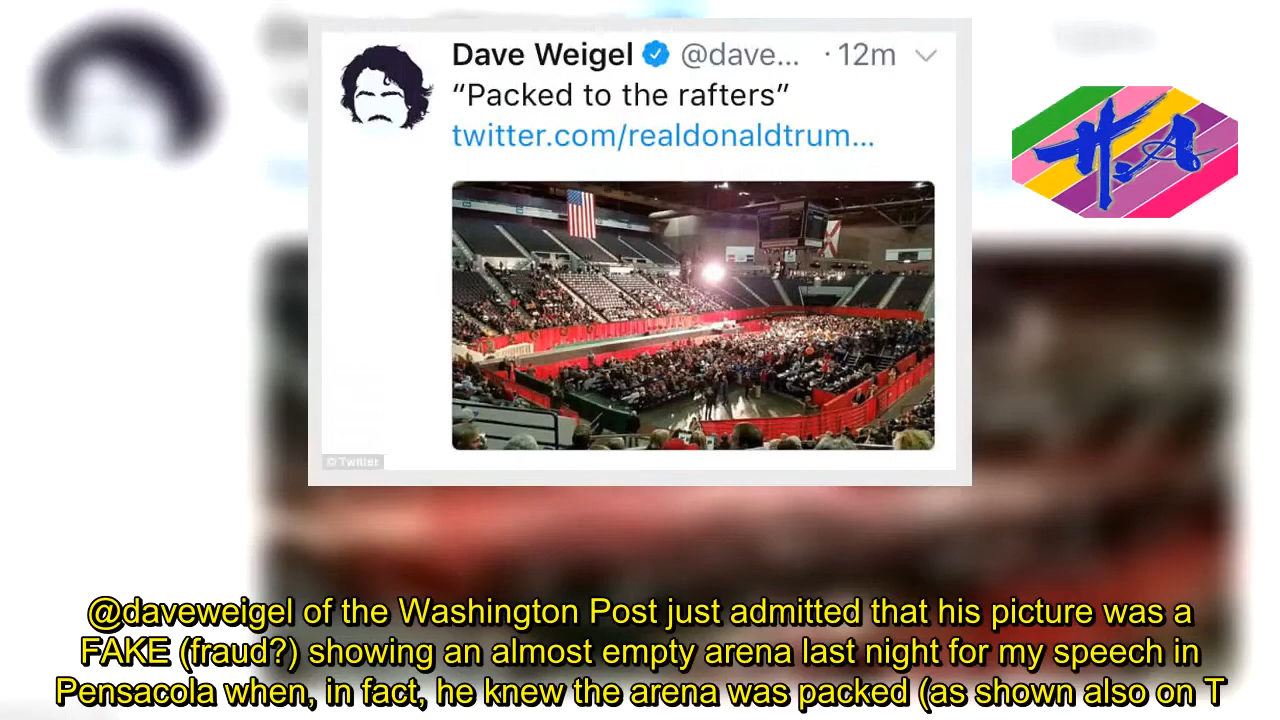 Dave Weigel @dave... · 12m
“Packed to the rafters”
twitter.com/realdonaldtrum...
H.A
© Twitter
@daveweigel of the Washington Post just admitted that his picture was a
FAKE (fraud?) showing an almost empty arena last night for my speech in
Pensacola when, in fact, he knew the arena was packed (as shown also on T